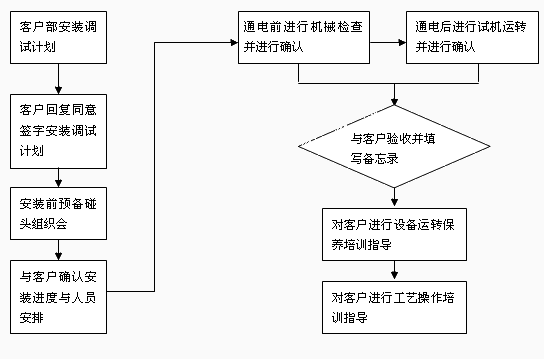 客户部安装调
试计划
客户回复同意
签字安装调试
计划
安装前预备碰
头组织会
与客户确认安
装进度与人员
安排
通电前进行机械检查
并进行确认
通电后进行试机运转
并进行确认
与客户验收并填
写备忘录
对客户进行设备运转保
养培训指导
对客户进行工艺操作培
训指导